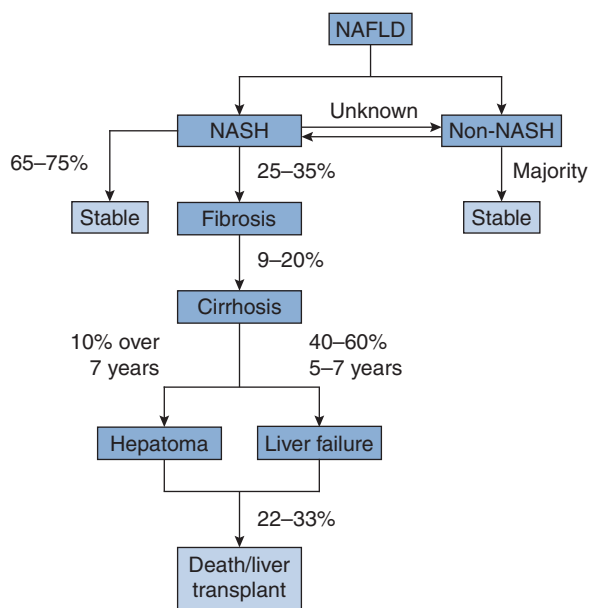 NAFLD
Unknown
NASH
Non-NASH
65–75%
25–35%
Majority
Stable
Fibrosis
Stable
9–20%
Cirrhosis
10% over
7 years
40–60%
5–7 years
Hepatoma
Liver failure
22–33%
Death/liver
transplant